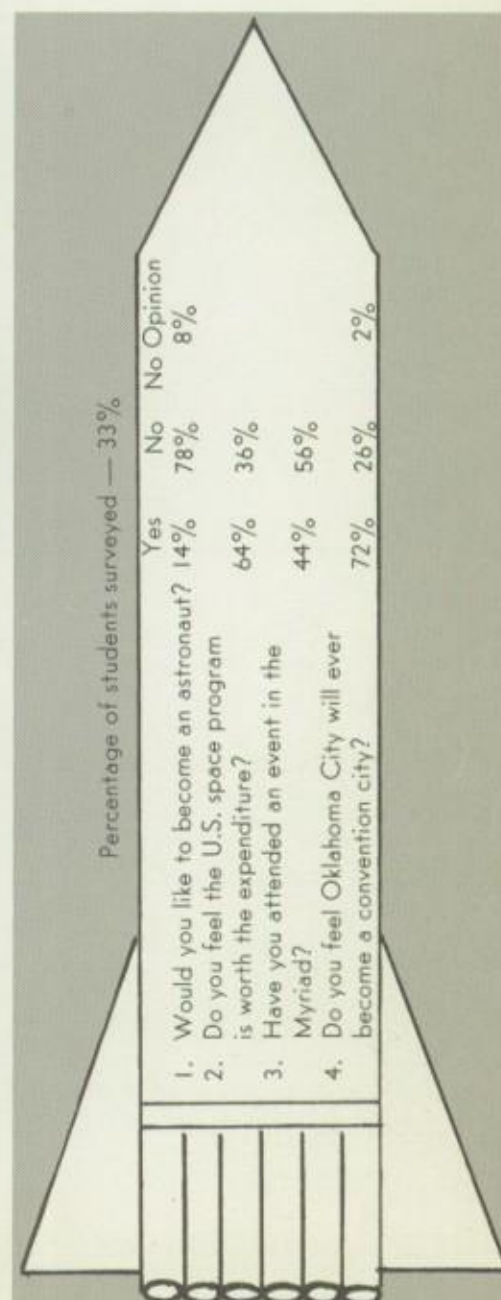 Percentage of students surveyed — 33%
Yes No No Opinion
1. Would you like to become an astronaut? 14% 78% 8%
2. Do you feel the U.S. space program
is worth the expenditure? 64% 36%
3. Have you attended an event in the
Myriad? 44% 56%
4. Do you feel Oklahoma City will ever
become a convention city? 72% 26% 2%